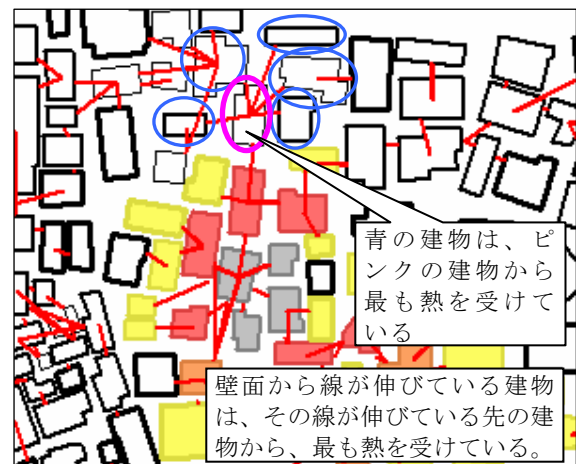 青の建物は、ピ
ンクの建物から
最も熱を受けて
いる
壁面から線が伸びている建物
は、その線が伸びている先の建
物から、最も熱を受けている。